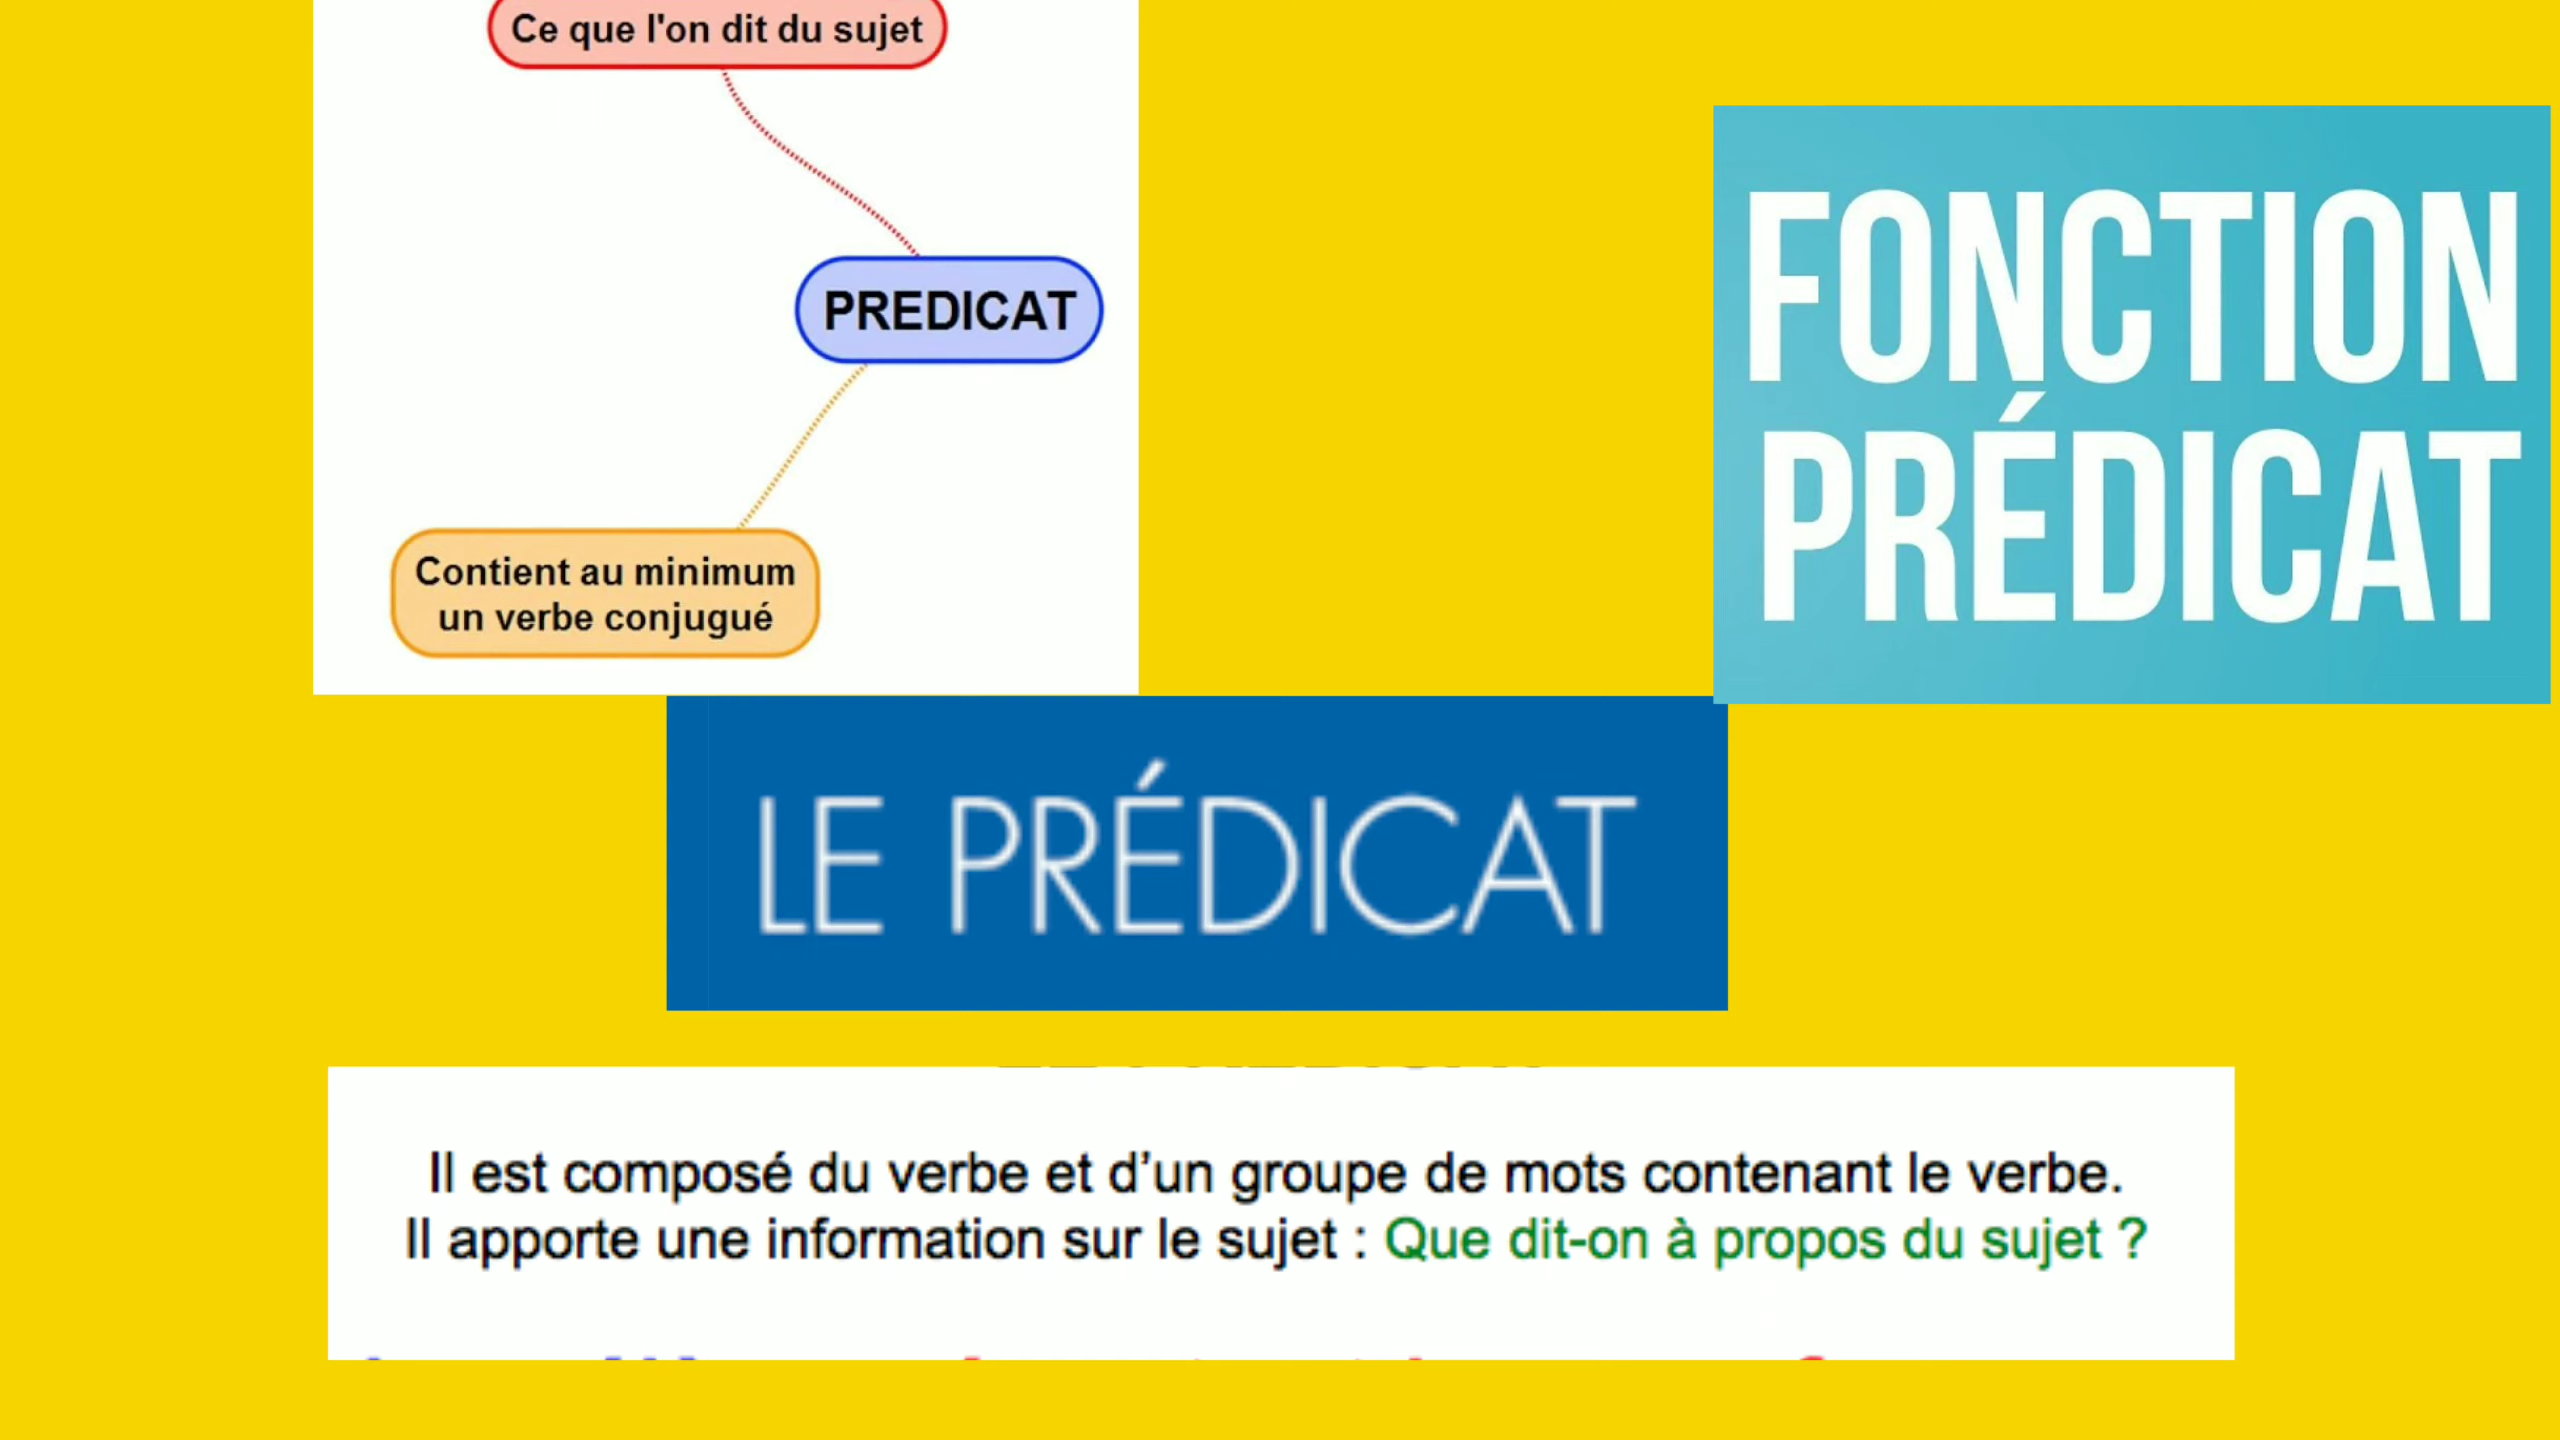 Ce que l'on dit du sujet
PREDICAT
Contient au minimum
un verbe conjugué
FONCTION
PRÉDICAT
LE PRÉDICAT
Il est composé du verbe et d’un groupe de mots contenant le verbe.
Il apporte une information sur le sujet : Que dit-on à propos du sujet ?